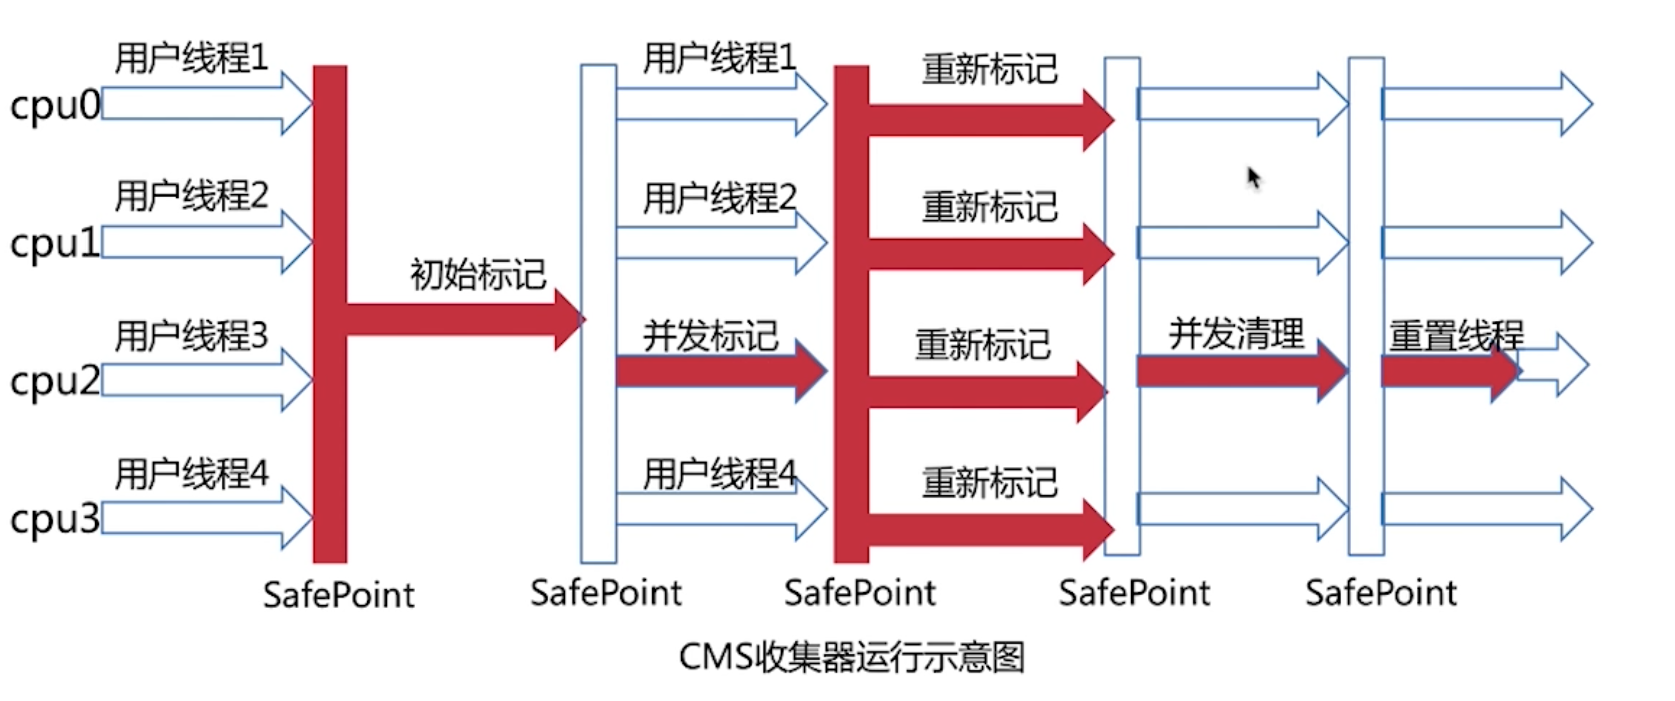 用户线程1
用户线程1
重新标记
cpu0
用户线程2
用户线程2
重新标记
cpu1
初始标记
用户线程3
并发标记
重新标记
并发清理
重置线程
cpu2
用户线程4
用户线程4
重新标记
cpu3
SafePoint
SafePoint
SafePoint
SafePoint
SafePoint
CMS收集器运行示意图